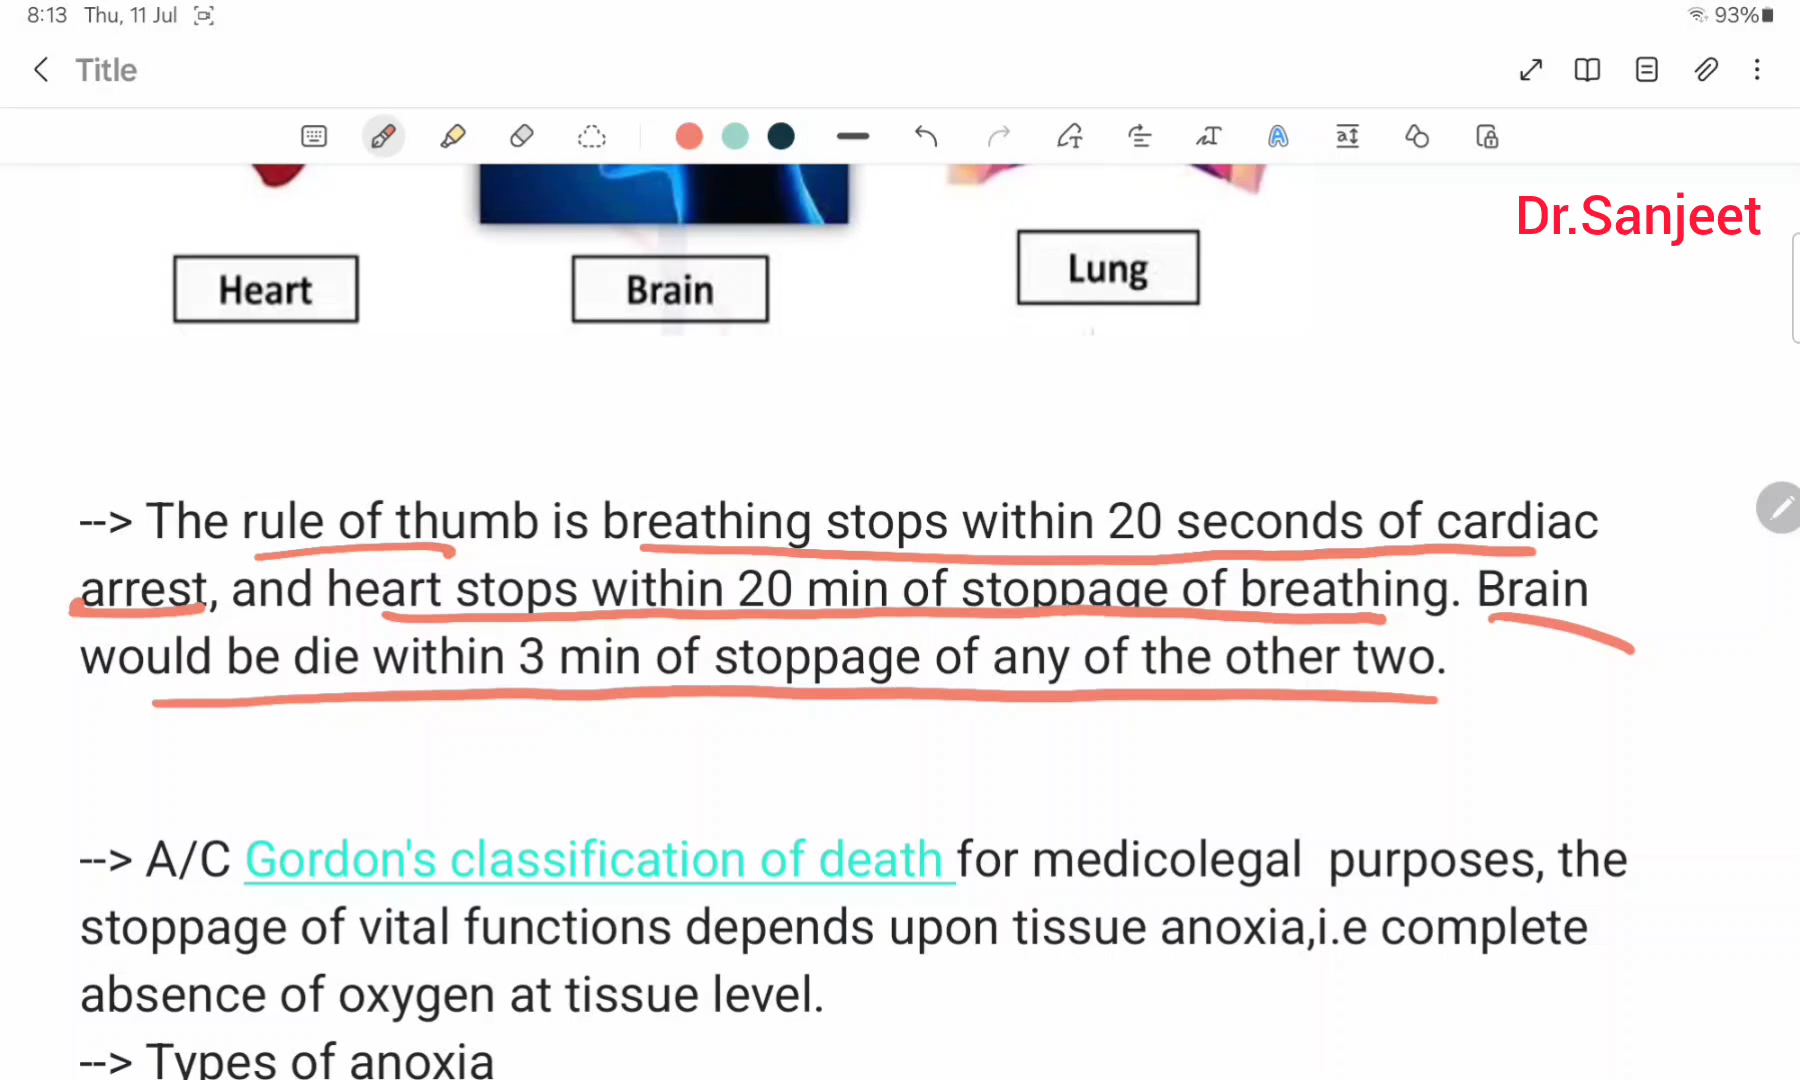 8:13 Thu, 11 Jul 93%
Title
Dr.Sanjeet
Heart Brain Lung
--> The rule of thumb is breathing stops within 20 seconds of cardiac
arrest, and heart stops within 20 min of stoppage of breathing. Brain
would be die within 3 min of stoppage of any of the other two.
--> A/C Gordon's classification of death for medicolegal purposes, the
stoppage of vital functions depends upon tissue anoxia,i.e complete
absence of oxygen at tissue level.
--> Types of anoxia